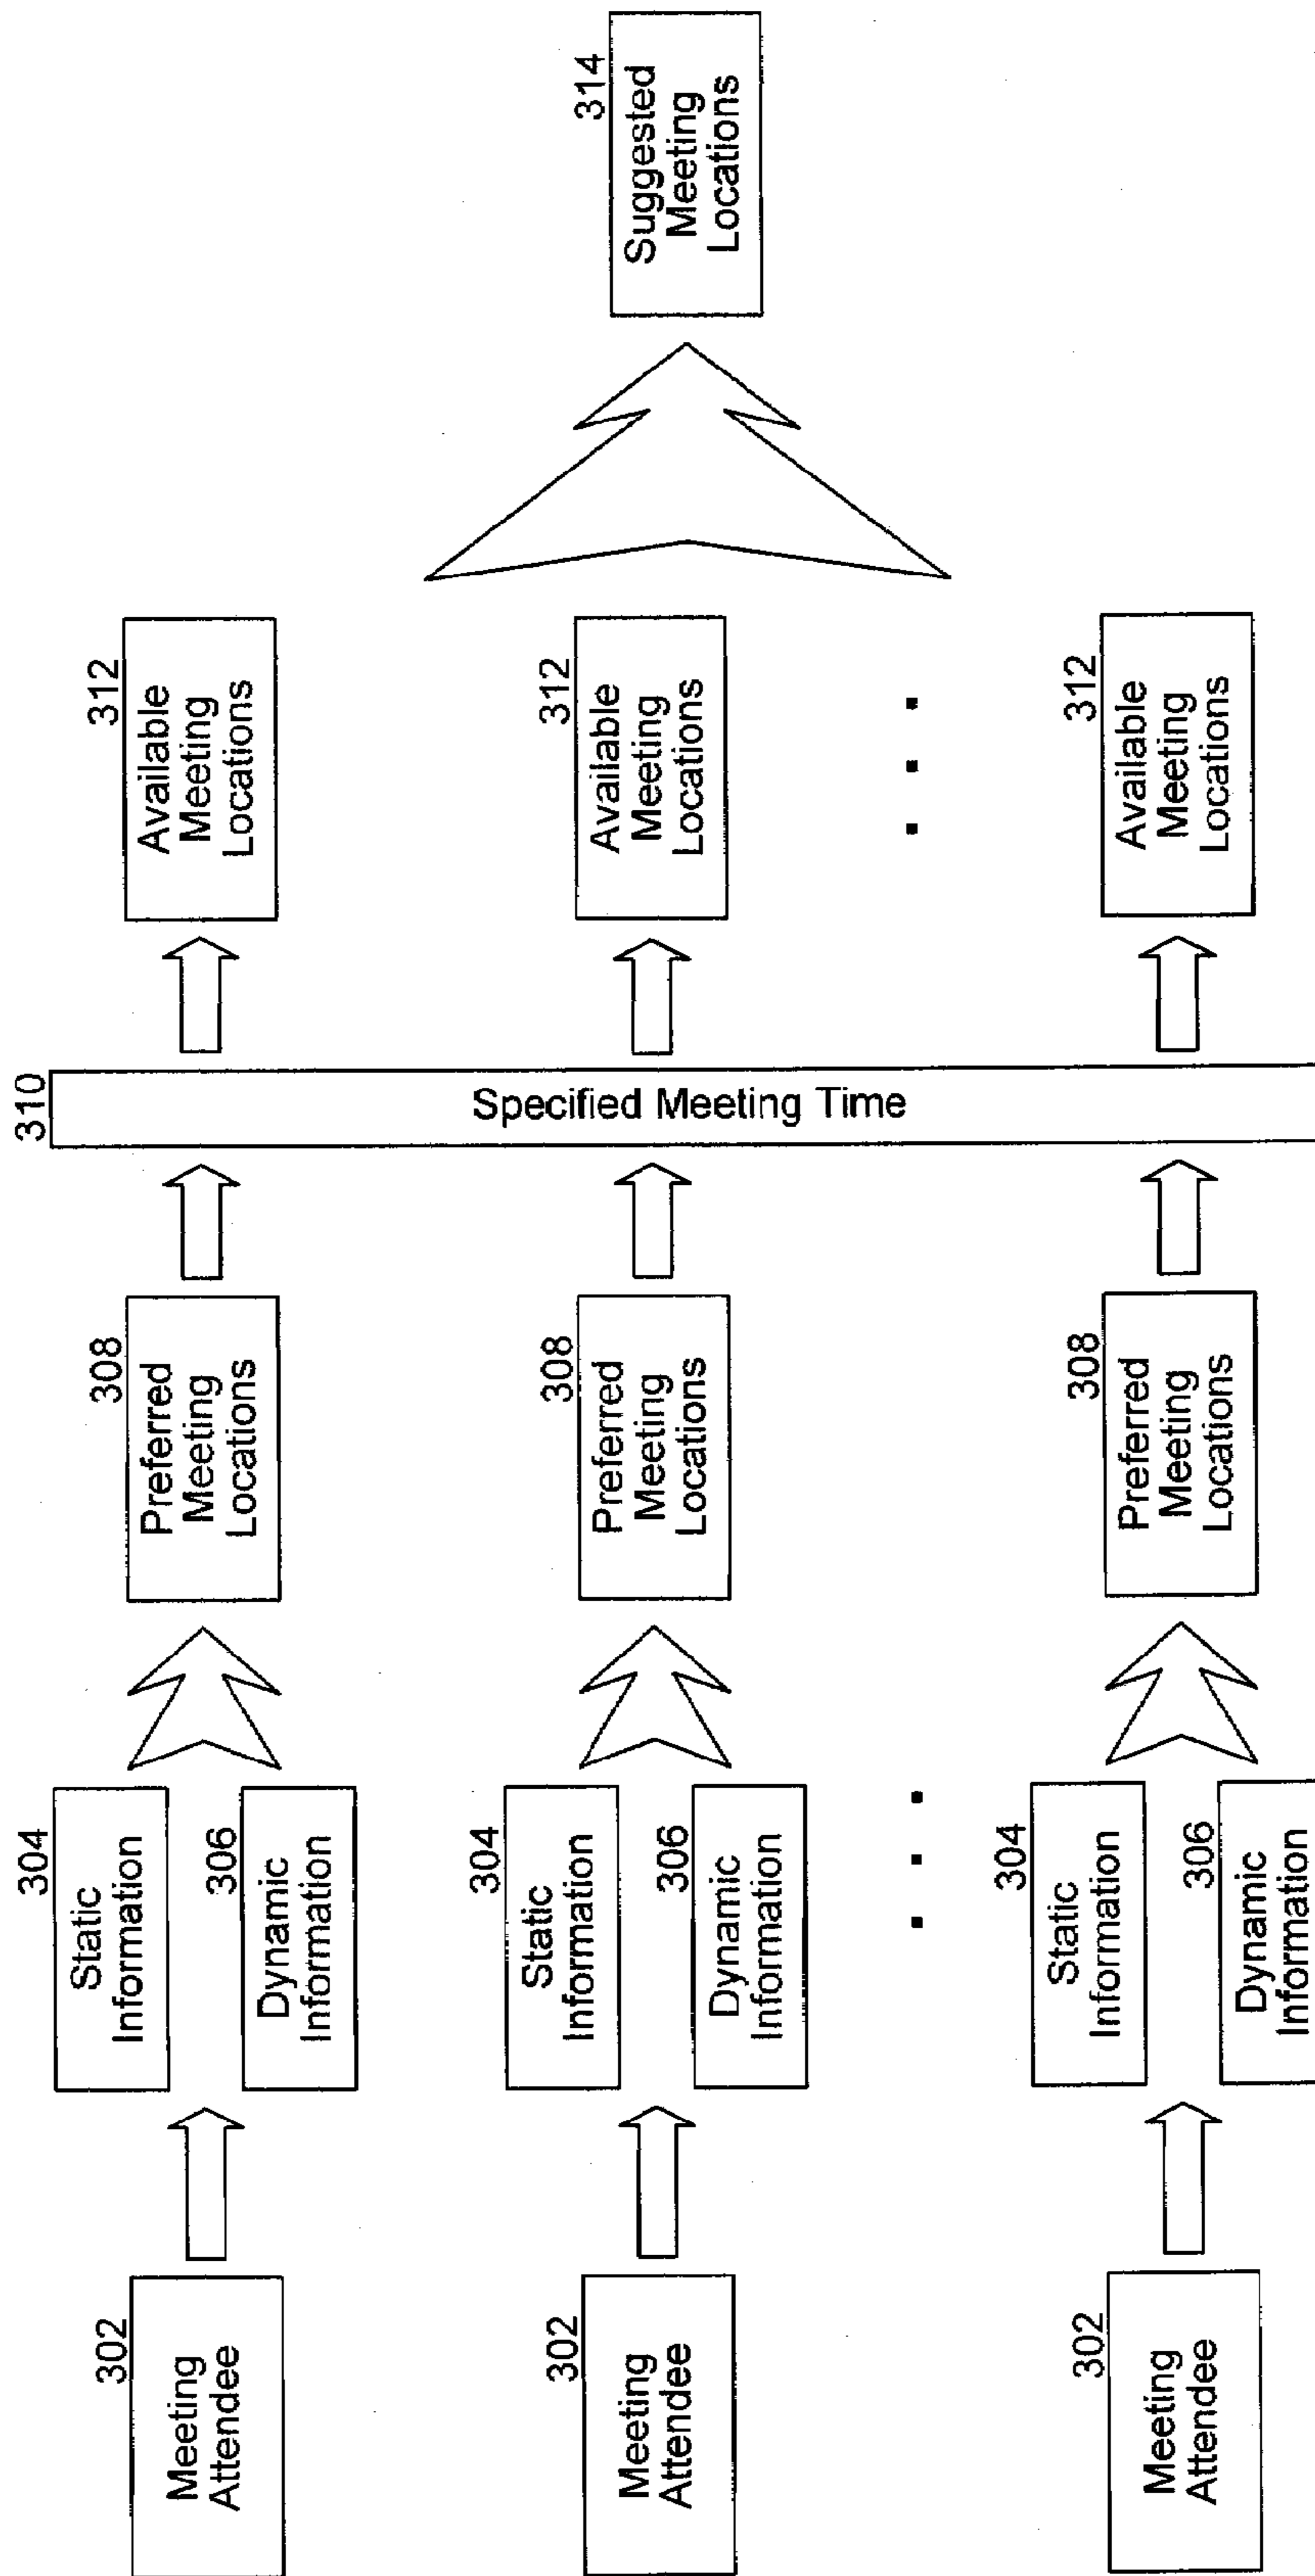 302
Meeting
Attendee
304
Static
Information
306
Dynamic
Information
308
Preferred
Meeting
Locations
310
Specified Meeting Time
312
Available
Meeting
Locations
302
Meeting
Attendee
304
Static
Information
306
Dynamic
Information
308
Preferred
Meeting
Locations
312
Available
Meeting
Locations
314
Suggested
Meeting
Locations
302
Meeting
Attendee
304
Static
Information
306
Dynamic
Information
308
Preferred
Meeting
Locations
312
Available
Meeting
Locations